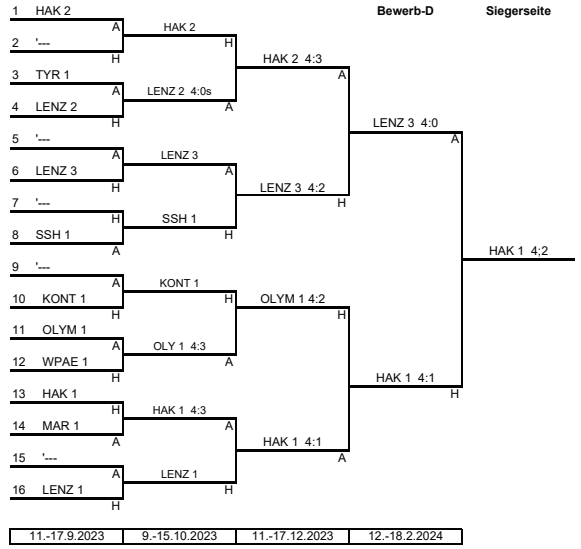 Bewerb-D Siegerseite
1 HAK 2
A HAK 2
2 '---
H H
HAK 2 4:3
3 TYR 1
A A
LENZ 2 4:0s
4 LENZ 2
H A
LENZ 3 4:0
5 '---
A A
LENZ 3
6 LENZ 3
H A
LENZ 3 4:2
7 '---
H H
SSH 1
8 SSH 1
A H
HAK 1 4;2
9 '---
A KONT 1
10 KONT 1
H H
OLYM 1 4:2
11 OLYM 1
A H
OLY 1 4:3
12 WPAE 1
H A
HAK 1 4:1
13 HAK 1
H H
HAK 1 4:3
14 MAR 1
A A
HAK 1 4:1
15 '---
A A
LENZ 1
16 LENZ 1
H H
11.-17.9.2023 9.-15.10.2023 11.-17.12.2023 12.-18.2.2024